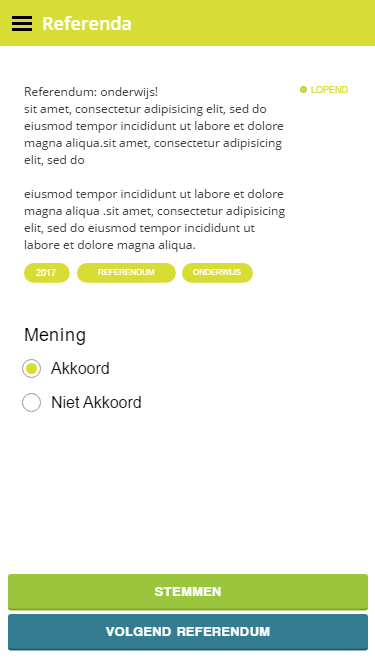 Referenda
Referendum: onderwijs!
LOPEND
sit amet, consectetur adipisicing elit, sed do
eiusmod tempor incididunt ut labore et dolore
magna aliqua.sit amet, consectetur adipisicing
elit, sed do
eiusmod tempor incididunt ut labore et dolore
magna aliqua .sit amet, consectetur adipisicing
elit, sed do eiusmod tempor incididunt ut
labore et dolore magna aliqua.
2017 REFERENDUM ONDERWIJS
Mening
Akkoord
Niet Akkoord
STEMMEN
VOLGEND REFERENDUM